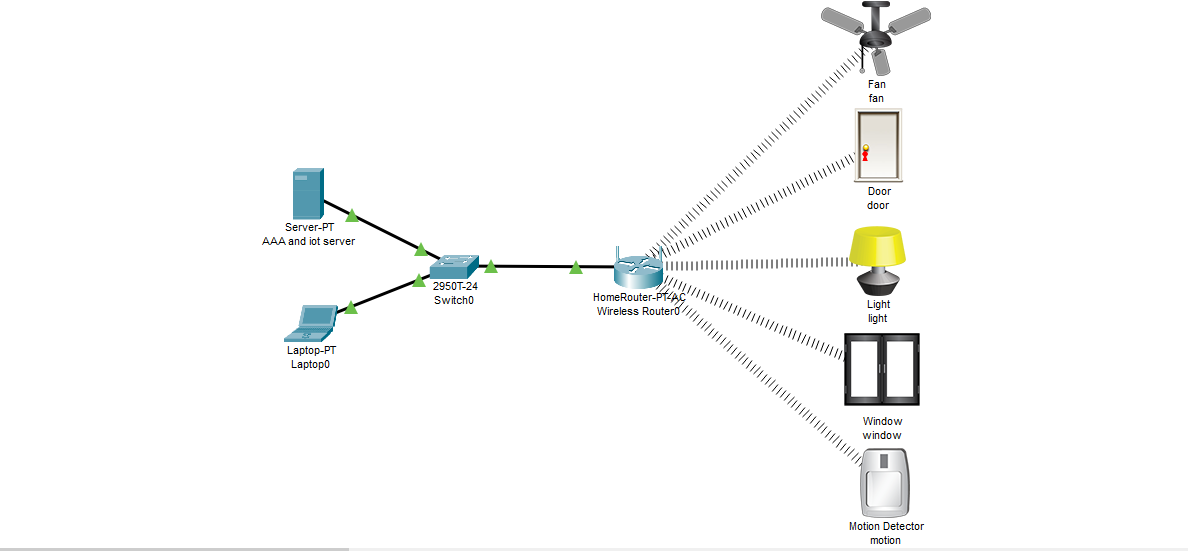 Fan
fan
Door
door
Server-PT
AAA and iot server
2950T-24
Switch0
HomeRouter-PT-AC
Wireless Router0
Light
light
Laptop-PT
Laptop0
Window
window
Motion Detector
motion